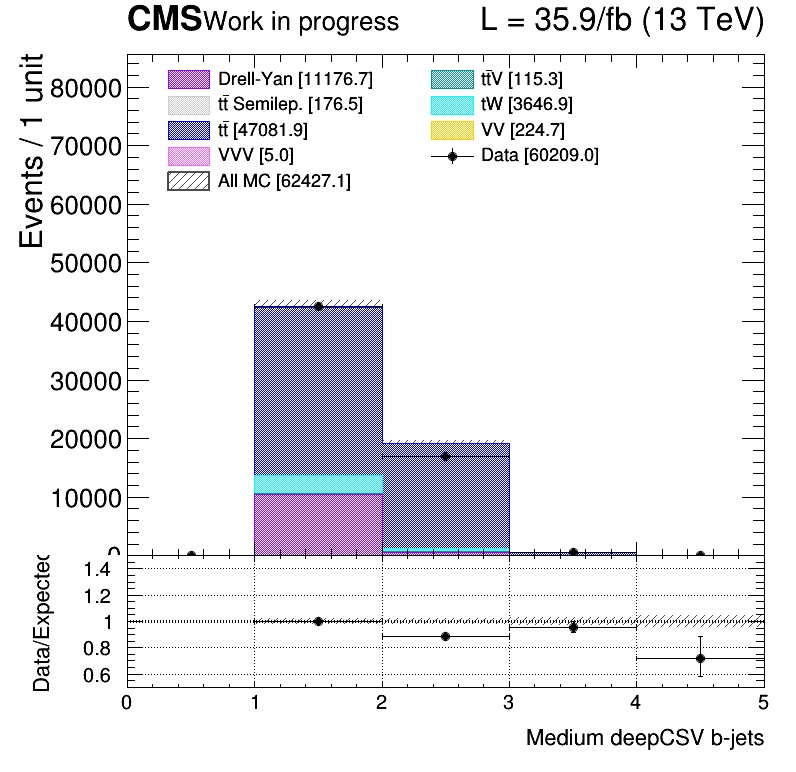 CMS Work in progress L = 35.9/fb (13 TeV)
Events / 1 unit
Drell-Yan [11176.7]
tt̄ Semilep. [176.5]
tt̄ [47081.9]
VVV [5.0]
All MC [62427.1]
tt̄V [115.3]
tW [3646.9]
VV [224.7]
Data [60209.0]
80000
70000
60000
50000
40000
30000
20000
10000
0
Data/Expected
1.4
1.2
1
0.8
0.6
0 1 2 3 4 5
Medium deepCSV b-jets